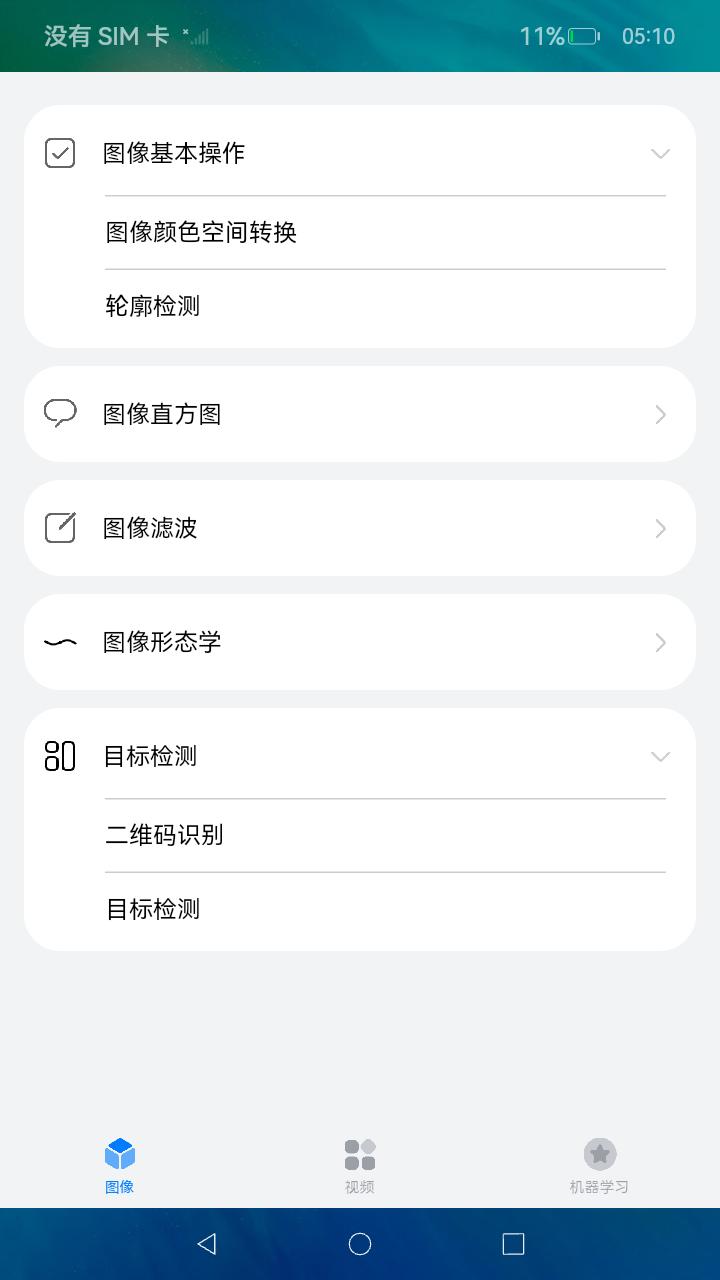 没有 SIM 卡
11%
05:10
图像基本操作
图像颜色空间转换
轮廓检测
图像直方图
图像滤波
图像形态学
目标检测
二维码识别
目标检测
图像
视频
机器学习